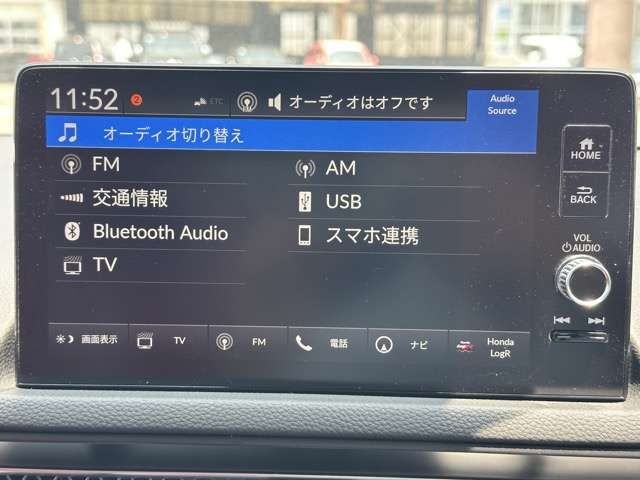 11:52 2 ETC オーディオはオフです Audio Source
オーディオ切り替え
FM AM
交通情報 USB
Bluetooth Audio スマホ連携
TV
画面表示 TV FM 電話 ナビ Honda LogR
HOME
BACK
VOL
AUDIO